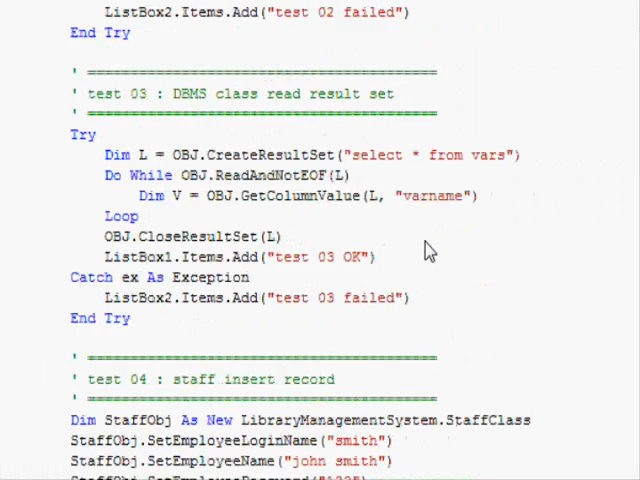 ListBox2.Items.Add("test 02 failed")
End Try
' =========================================
' test 03 : DBMS class read result set
' =========================================
Try
Dim L = OBJ.CreateResultSet("select * from vars")
Do While OBJ.ReadAndNotEOF(L)
Dim V = OBJ.GetColumnValue(L, "varname")
Loop
OBJ.CloseResultSet(L)
ListBox1.Items.Add("test 03 OK")
Catch ex As Exception
ListBox2.Items.Add("test 03 failed")
End Try
' =========================================
' test 04 : staff insert record
' =========================================
Dim StaffObj As New LibraryManagementSystem.StaffClass
StaffObj.SetEmployeeLoginName("smith")
StaffObj.SetEmployeeName("john smith")